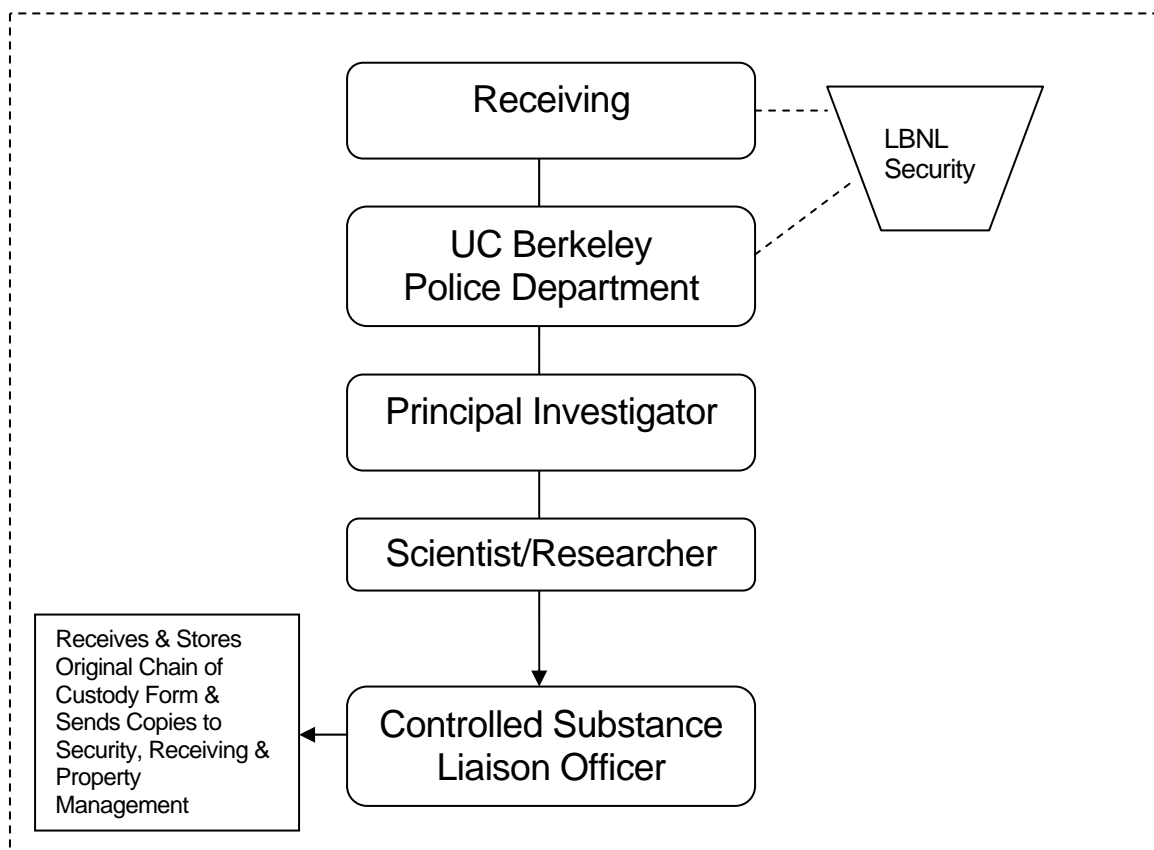 Receiving
LBNL
Security
UC Berkeley
Police Department
Principal Investigator
Scientist/Researcher
Receives & Stores
Original Chain of
Custody Form &
Sends Copies to
Security, Receiving &
Property
Management
Controlled Substance
Liaison Officer